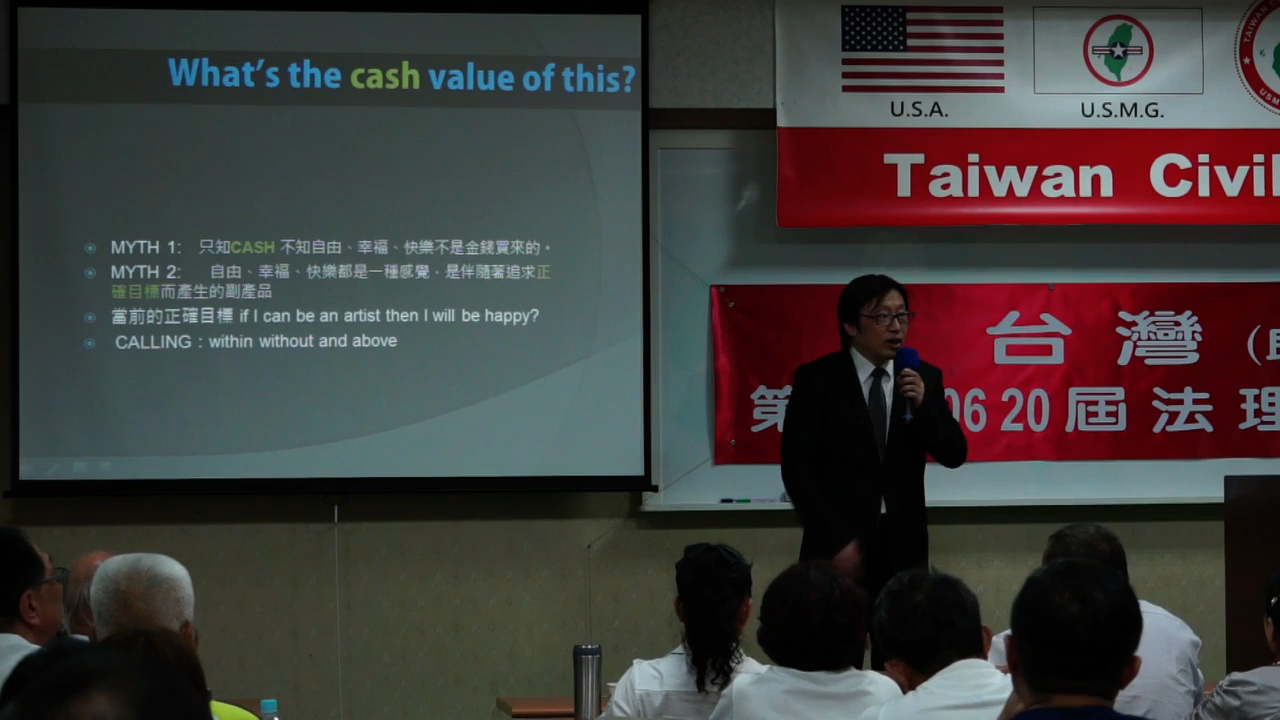 What's the cash value of this?
MYTH 1: 只知CASH 不知自由、幸福、快樂不是金錢買來的。
MYTH 2: 自由、幸福、快樂都是一種感覺，是伴隨著追求正
確目標而產生的副產品
當前的正確目標 if I can be an artist then I will be happy?
CALLING：within without and above
U.S.A.
U.S.M.G.
Taiwan Civil
台灣
第 06 20屆法理